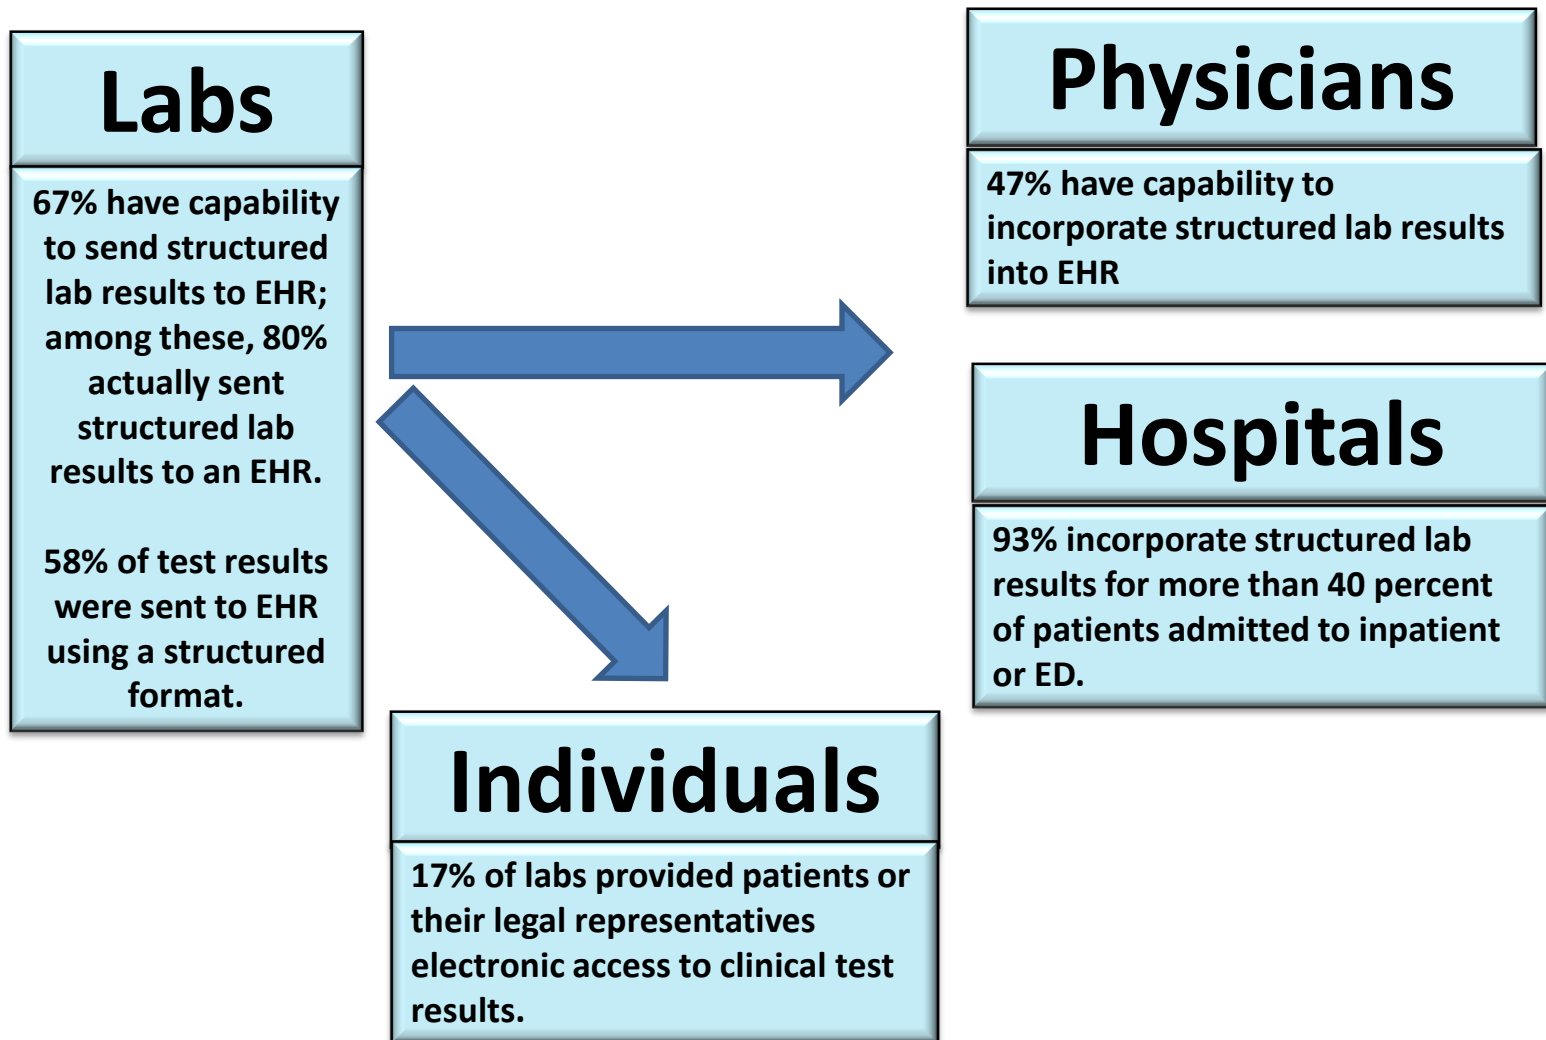 Labs
67% have capability
to send structured
lab results to EHR;
among these, 80%
actually sent
structured lab
results to an EHR.
58% of test results
were sent to EHR
using a structured
format.
Physicians
47% have capability to
incorporate structured lab results
into EHR
Hospitals
93% incorporate structured lab
results for more than 40 percent
of patients admitted to inpatient
or ED.
Individuals
17% of labs provided patients or
their legal representatives
electronic access to clinical test
results.